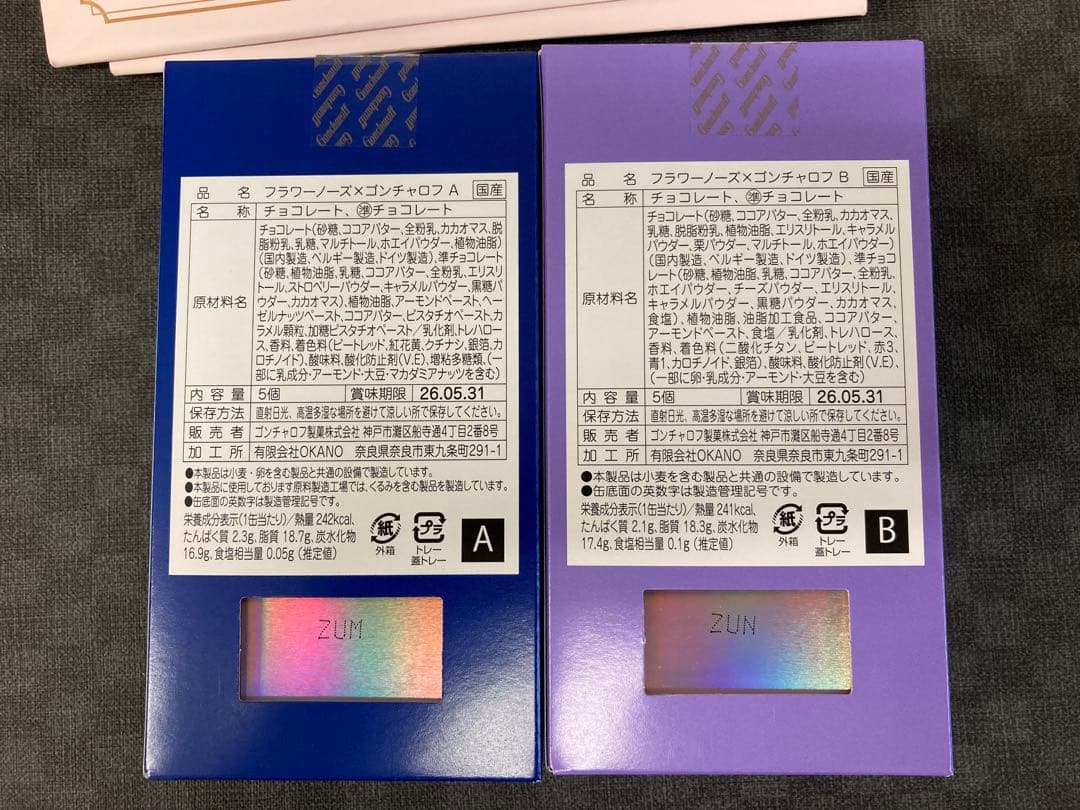 品名 フラワーノーズ×ゴンチャロフ A 国産
名称 チョコレート、㊟チョコレート
原材料名
チョコレート(砂糖、ココアバター、全粉乳、カカオマス、脱
脂粉乳、乳糖、マルチトール、ホエイパウダー、植物油脂)
(国内製造、ベルギー製造、ドイツ製造)、準チョコレート
(砂糖、植物油脂、乳糖、ココアバター、全粉乳、エリスリ
トール、ストロベリーパウダー、キャラメルパウダー、黒糖パ
ウダー、カカオマス)、植物油脂、アーモンドペースト、ヘー
ゼルナッツペースト、ココアバター、ピスタチオペースト、カ
ラメル顆粒、加糖ピスタチオペースト/乳化剤、トレハロー
ス、香料、着色料(ビートレッド、紅花黄、クチナシ、銀箔、カ
ロチノイド)、酸味料、酸化防止剤(V.E)、増粘多糖類、(一
部に乳成分・アーモンド・大豆・マカダミアナッツを含む)
内容量 5個 賞味期限 26.05.31
保存方法 直射日光、高温多湿な場所を避けて涼しい所で保存してください。
販売者 ゴンチャロフ製菓株式会社 神戸市灘区船寺通4丁目2番8号
加工所 有限会社OKANO 奈良県奈良市東九条町291-1
●本製品は小麦・卵を含む製品と共通の設備で製造しています。
●本製品に使用しております原料製造工場では、くるみを含む製品を製造しています。
●缶底面の英数字は製造管理記号です。
栄養成分表示(1缶当たり)/熱量 242kcal、
たんぱく質 2.3g、脂質 18.7g、炭水化物
16.9g、食塩相当量 0.05g (推定値)
紙
外箱
プラ
トレー
蓋トレー
A
ZUM
品名 フラワーノーズ×ゴンチャロフ B 国産
名称 チョコレート、㊟チョコレート
原材料名
チョコレート(砂糖、ココアバター、全粉乳、カカオマス、
乳糖、脱脂粉乳、植物油脂、エリスリトール、キャラメル
パウダー、栗パウダー、マルチトール、ホエイパウダー)
(国内製造、ベルギー製造、ドイツ製造)、準チョコレー
ト(砂糖、植物油脂、乳糖、ココアバター、全粉乳、
ホエイパウダー、チーズパウダー、エリスリトール、
キャラメルパウダー、黒糖パウダー、カカオマス、
食塩)、植物油脂、油脂加工食品、ココアバター、
アーモンドペースト、食塩/乳化剤、トレハロース、
香料、着色料(二酸化チタン、ビートレッド、赤3、
青1、カロチノイド、銀箔)、酸味料、酸化防止剤(V.E)、
(一部に卵・乳成分・アーモンド・大豆を含む)
内容量 5個 賞味期限 26.05.31
保存方法 直射日光、高温多湿な場所を避けて涼しい所で保存してください。
販売者 ゴンチャロフ製菓株式会社 神戸市灘区船寺通4丁目2番8号
加工所 有限会社OKANO 奈良県奈良市東九条町291-1
●本製品は小麦を含む製品と共通の設備で製造しています。
●缶底面の英数字は製造管理記号です。
栄養成分表示(1缶当たり)/熱量 241kcal、
たんぱく質 2.1g、脂質 18.3g、炭水化物
17.4g、食塩相当量 0.1g (推定値)
紙
外箱
プラ
トレー
蓋トレー
B
ZUN